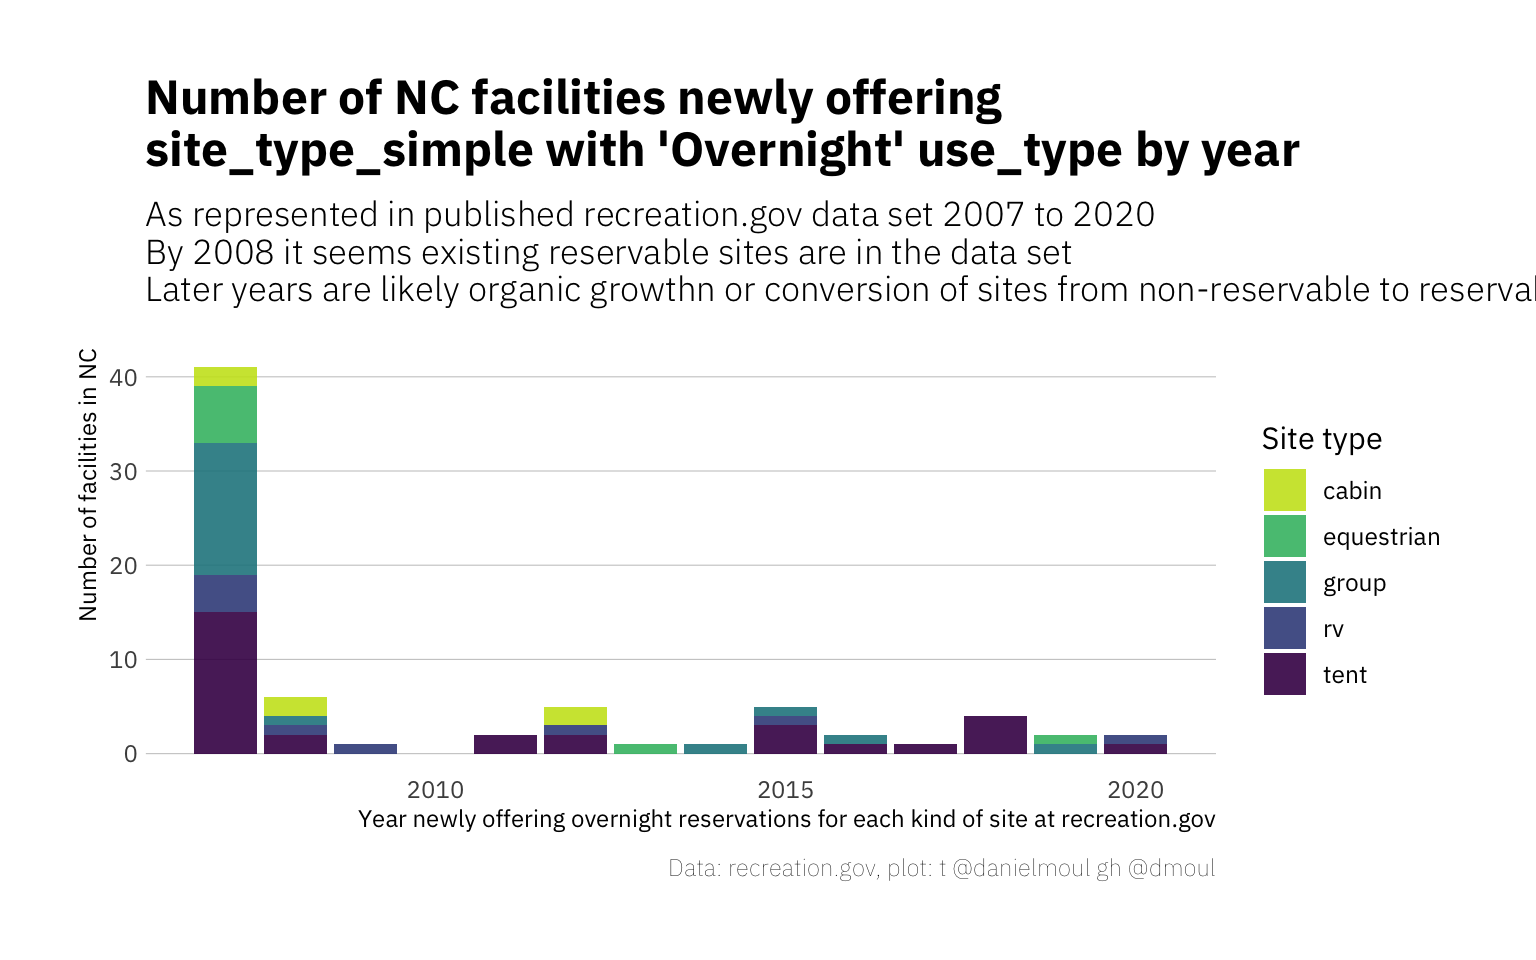 Number of NC facilities newly offering
site_type_simple with 'Overnight' use_type by year
As represented in published recreation.gov data set 2007 to 2020
By 2008 it seems existing reservable sites are in the data set
Later years are likely organic growthn or conversion of sites from non-reservable to
Number of facilities in NC
40
30
20
10
0
2010
2015
2020
Year newly offering overnight reservations for each kind of site at recreation.gov
Site type
cabin
equestrian
group
rv
tent
Data: recreation.gov, plot: t @danielmoul gh @dmoul